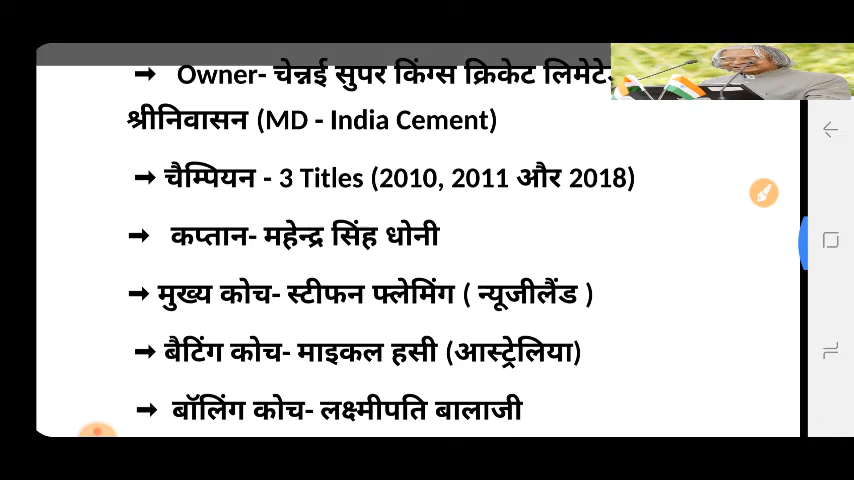 ➞ Owner- चेन्नई सुपर किंग्स क्रिकेट
श्रीनिवासन (MD - India Cement)
➞ चैम्पियन - 3 Titles (2010, 2011 और 2018)
➞ कप्तान- महेन्द्र सिंह धोनी
➞ मुख्य कोच- स्टीफन फ्लेमिंग ( न्यूजीलैंड )
➞ बैटिंग कोच- माइकल हसी (आस्ट्रेलिया)
➞ बॉलिंग कोच- लक्ष्मीपति बालाजी